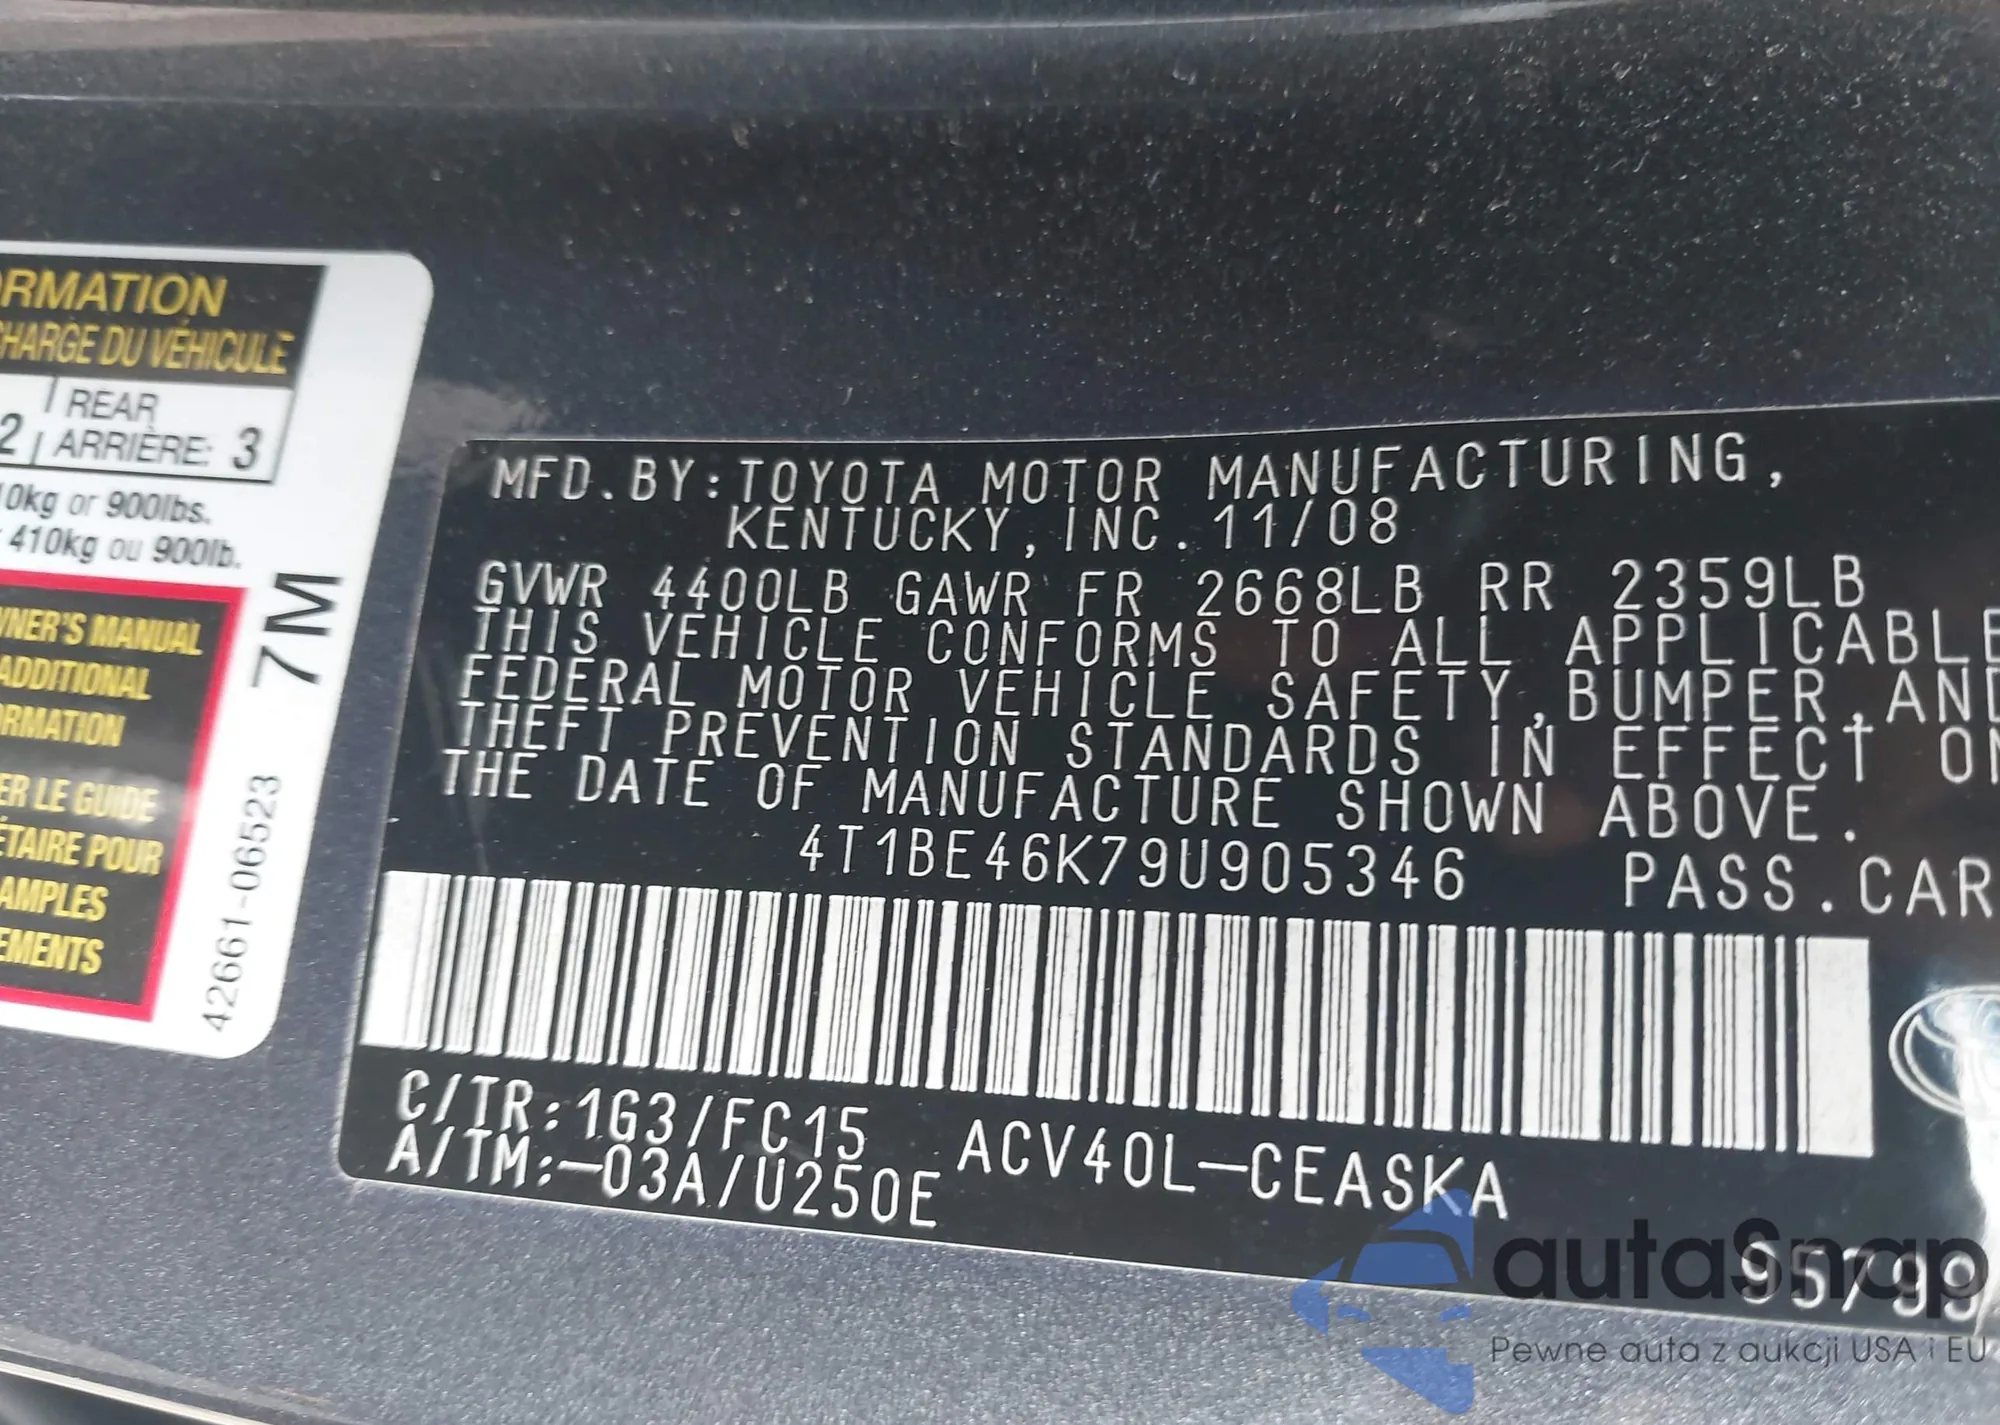 ORMATION
CHARGE DU VÉHICULE
2 REAR
ARRIÈRE: 3
10kg or 900lbs.
410kg ou 900lb.
WNER'S MANUAL
ADDITIONAL
ORMATION
ER LE GUIDE
ÉTAIRE POUR
AMPLES
EMENTS
7M
42661-06523
MFD.BY:TOYOTA MOTOR MANUFACTURING,
KENTUCKY,INC. 11/08
GVWR 4400LB GAWR FR 2668LB RR 2359LB
THIS VEHICLE CONFORMS TO ALL APPLICABLE
FEDERAL MOTOR VEHICLE SAFETY,BUMPER,AND
THEFT PREVENTION STANDARDS IN EFFECT ON
THE DATE OF MANUFACTURE SHOWN ABOVE.
4T1BE46K79U905346 PASS.CAR
C/TR:1G3/FC15 ACV40L-CEASKA
A/TM:-03A/U250E
95799
autaSnap
Pewne auta z aukcji USA i EU